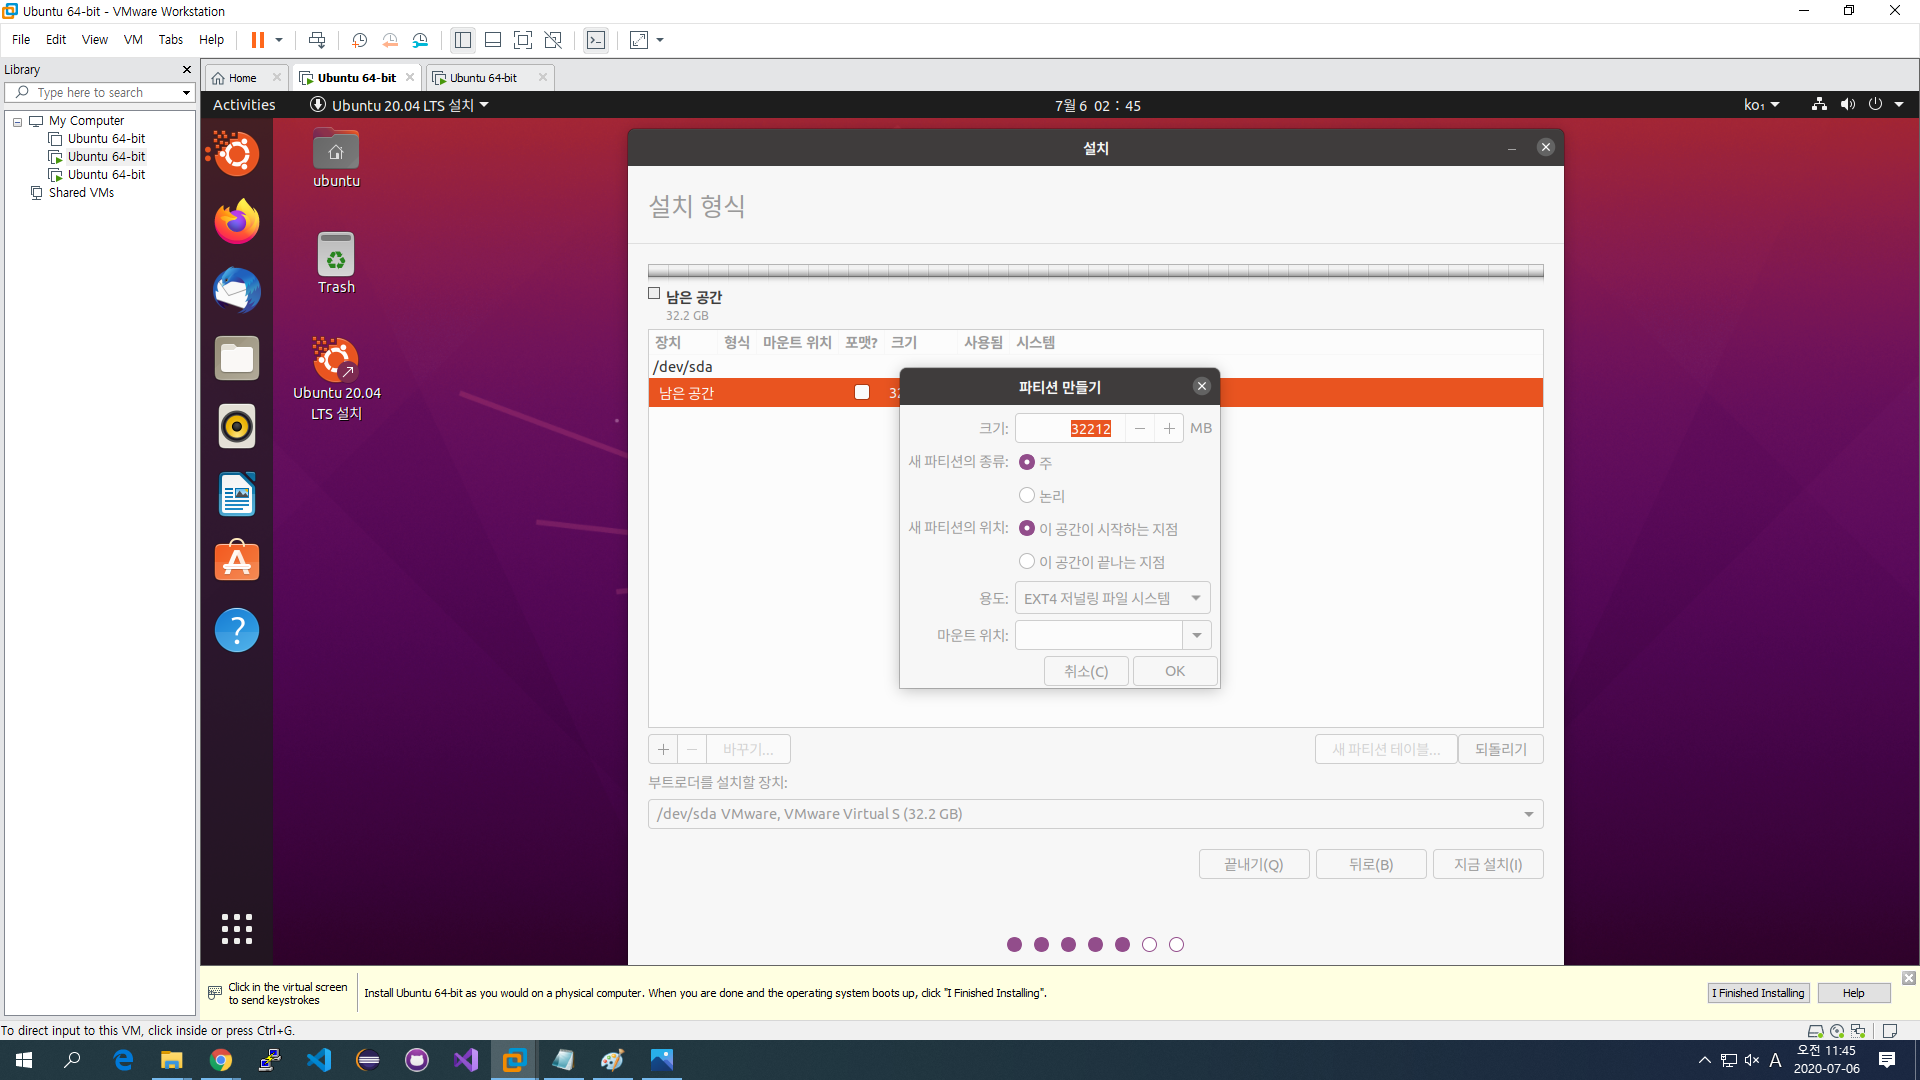 Ubuntu 64-bit - VMware Workstation
File Edit View VM Tabs Help
Library
Type here to search
My Computer
Ubuntu 64-bit
Ubuntu 64-bit
Ubuntu 64-bit
Shared VMs
Home
Ubuntu 64-bit
Ubuntu 64-bit
Activities
Ubuntu 20.04 LTS 설치
7월 6 02 : 45
ko₁
ubuntu
Trash
Ubuntu 20.04
LTS 설치
설치
설치 형식
남은 공간
32.2 GB
장치 형식 마운트 위치 포맷? 크기 사용됨 시스템
/dev/sda
남은 공간
파티션 만들기
크기: 32212 MB
새 파티션의 종류: 주
논리
새 파티션의 위치: 이 공간이 시작하는 지점
이 공간이 끝나는 지점
용도: EXT4 저널링 파일 시스템
마운트 위치:
취소(C) OK
+ − 바꾸기...
새 파티션 테이블... 되돌리기
부트로더를 설치할 장치:
/dev/sda VMware, VMware Virtual S (32.2 GB)
끝내기(Q) 뒤로(B) 지금 설치(I)
Click in the virtual screen
to send keystrokes
Install Ubuntu 64-bit as you would on a physical computer. When you are done and the operating system boots up, click "I Finished Installing".
I Finished Installing Help
To direct input to this VM, click inside or press Ctrl+G.
A
오전 11:45
2020-07-06